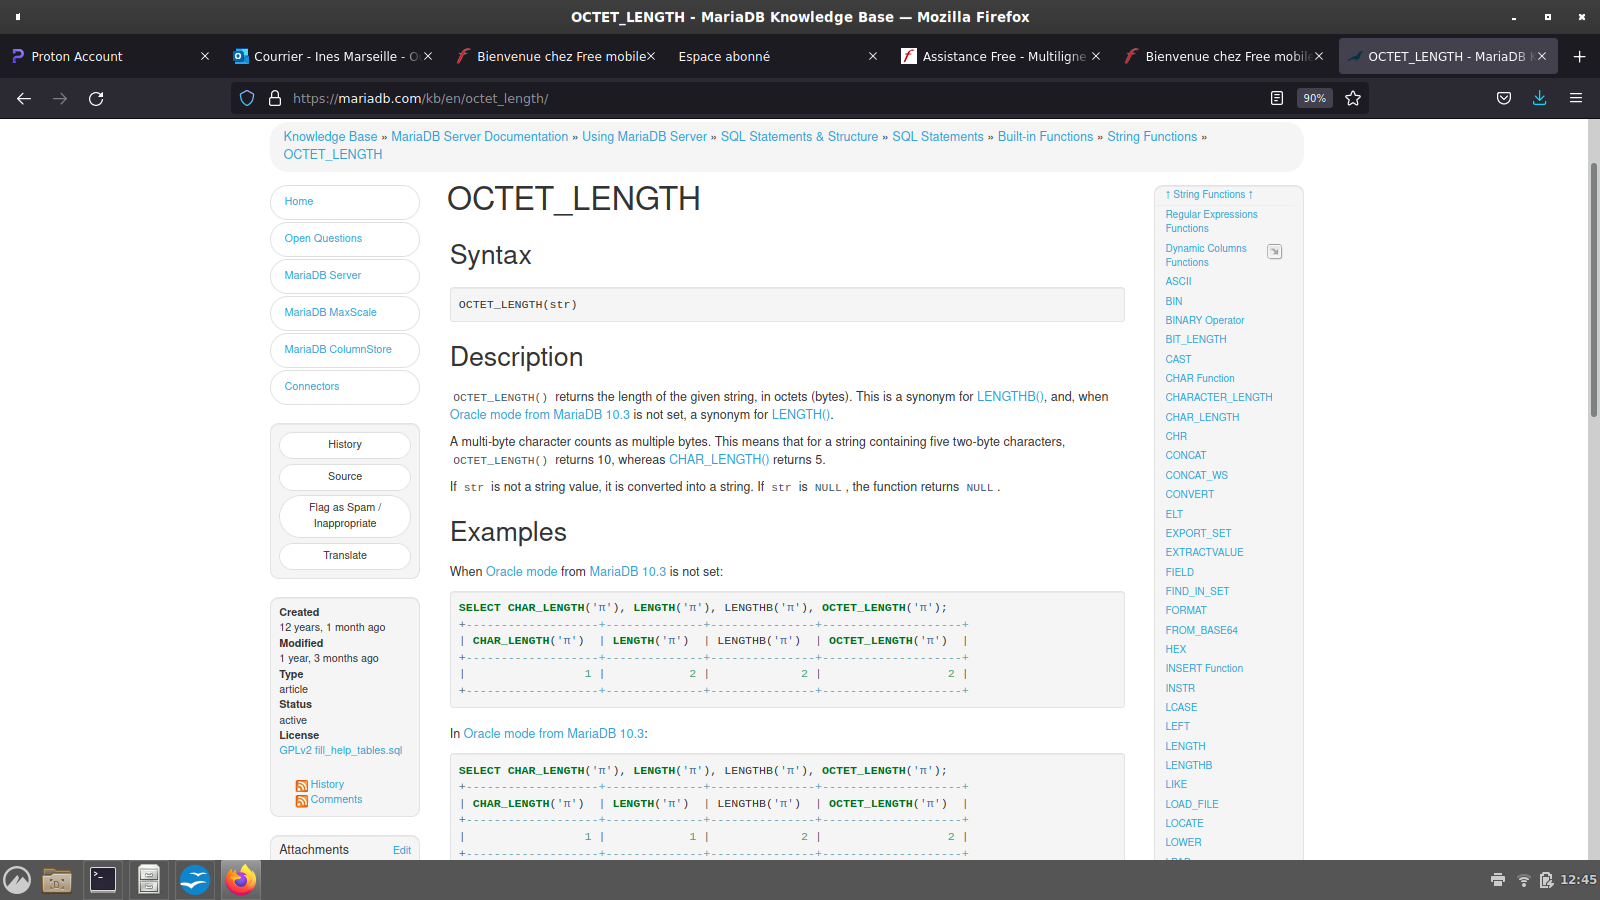 OCTET_LENGTH - MariaDB Knowledge Base — Mozilla Firefox
Proton Account
Courrier - Ines Marseille - O
Bienvenue chez Free mobile
Espace abonné
Assistance Free - Multiligne
Bienvenue chez Free mobile
OCTET_LENGTH - MariaDB K
https://mariadb.com/kb/en/octet_length/
90%
Knowledge Base » MariaDB Server Documentation » Using MariaDB Server » SQL Statements & Structure » SQL Statements » Built-in Functions » String Functions »
OCTET_LENGTH
Home
Open Questions
MariaDB Server
MariaDB MaxScale
MariaDB ColumnStore
Connectors
History
Source
Flag as Spam /
Inappropriate
Translate
Created
12 years, 1 month ago
Modified
1 year, 3 months ago
Type
article
Status
active
License
GPLv2 fill_help_tables.sql
History
Comments
Attachments
Edit
OCTET_LENGTH
Syntax
OCTET_LENGTH(str)
Description
OCTET_LENGTH() returns the length of the given string, in octets (bytes). This is a synonym for LENGTHB(), and, when
Oracle mode from MariaDB 10.3 is not set, a synonym for LENGTH().
A multi-byte character counts as multiple bytes. This means that for a string containing five two-byte characters,
OCTET_LENGTH() returns 10, whereas CHAR_LENGTH() returns 5.
If str is not a string value, it is converted into a string. If str is NULL , the function returns NULL .
Examples
When Oracle mode from MariaDB 10.3 is not set:
SELECT CHAR_LENGTH('π'), LENGTH('π'), LENGTHB('π'), OCTET_LENGTH('π');
+-------------------+--------------+---------------+--------------------+
| CHAR_LENGTH('π')  | LENGTH('π')  | LENGTHB('π')  | OCTET_LENGTH('π')  |
+-------------------+--------------+---------------+--------------------+
|                 1 |            2 |             2 |                  2 |
+-------------------+--------------+---------------+--------------------+
In Oracle mode from MariaDB 10.3:
SELECT CHAR_LENGTH('π'), LENGTH('π'), LENGTHB('π'), OCTET_LENGTH('π');
+-------------------+--------------+---------------+--------------------+
| CHAR_LENGTH('π')  | LENGTH('π')  | LENGTHB('π')  | OCTET_LENGTH('π')  |
+-------------------+--------------+---------------+--------------------+
|                 1 |            1 |             2 |                  2 |
+-------------------+--------------+---------------+--------------------+
↑ String Functions ↑
Regular Expressions
Functions
Dynamic Columns
Functions
ASCII
BIN
BINARY Operator
BIT_LENGTH
CAST
CHAR Function
CHARACTER_LENGTH
CHAR_LENGTH
CHR
CONCAT
CONCAT_WS
CONVERT
ELT
EXPORT_SET
EXTRACTVALUE
FIELD
FIND_IN_SET
FORMAT
FROM_BASE64
HEX
INSERT Function
INSTR
LCASE
LEFT
LENGTH
LENGTHB
LIKE
LOAD_FILE
LOCATE
LOWER
12:45